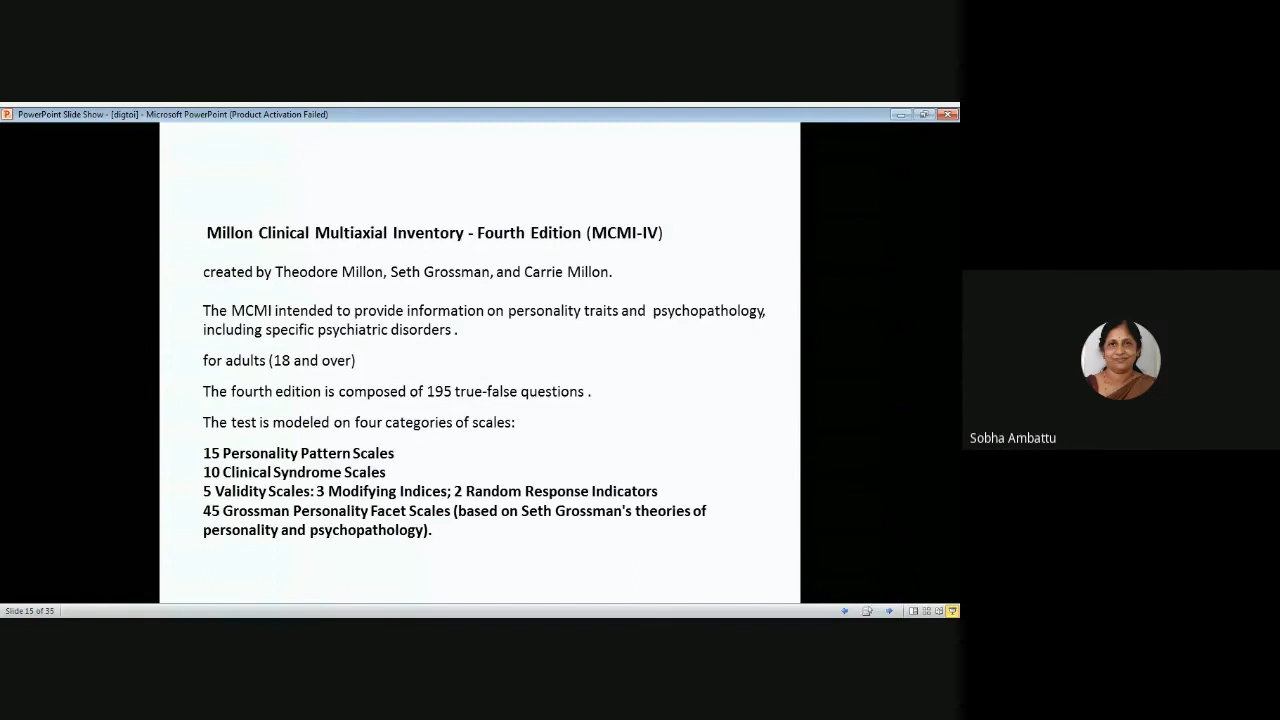 PowerPoint Slide Show - [digtoi] - Microsoft PowerPoint (Product Activation Failed)
Millon Clinical Multiaxial Inventory - Fourth Edition (MCMI-IV)
created by Theodore Millon, Seth Grossman, and Carrie Millon.
The MCMI intended to provide information on personality traits and psychopathology,
including specific psychiatric disorders .
for adults (18 and over)
The fourth edition is composed of 195 true-false questions .
The test is modeled on four categories of scales:
15 Personality Pattern Scales
10 Clinical Syndrome Scales
5 Validity Scales: 3 Modifying Indices; 2 Random Response Indicators
45 Grossman Personality Facet Scales (based on Seth Grossman's theories of
personality and psychopathology).
Sobha Ambattu
Slide 15 of 35